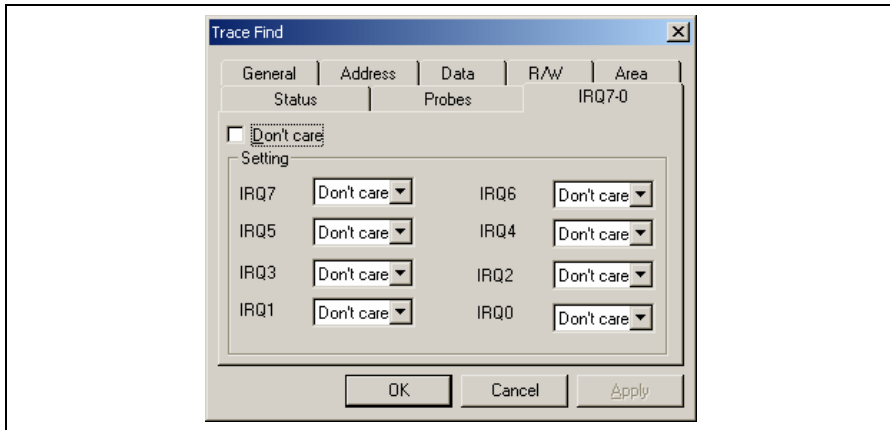 Trace Find
General Address Data R/W Area
Status Probes IRQ7-0
Don't care
Setting
IRQ7 Don't care IRQ6 Don't care
IRQ5 Don't care IRQ4 Don't care
IRQ3 Don't care IRQ2 Don't care
IRQ1 Don't care IRQ0 Don't care
OK Cancel Apply